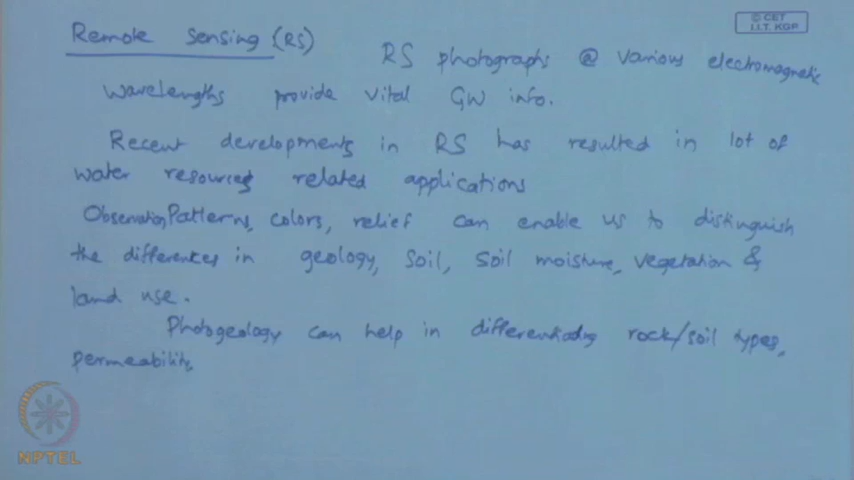 Remote Sensing (RS)
© CET
I.I.T. KGP
RS photographs @ various electromagnetic
wavelengths provide vital GW info.
Recent developments in RS has resulted in lot of
water resources related applications
Observation Patterns, colors, relief can enable us to distinguish
the differences in geology, soil, soil moisture, vegetation &
land use.
Photogeology can help in differentiating rock/soil types,
permeability,
NPTEL